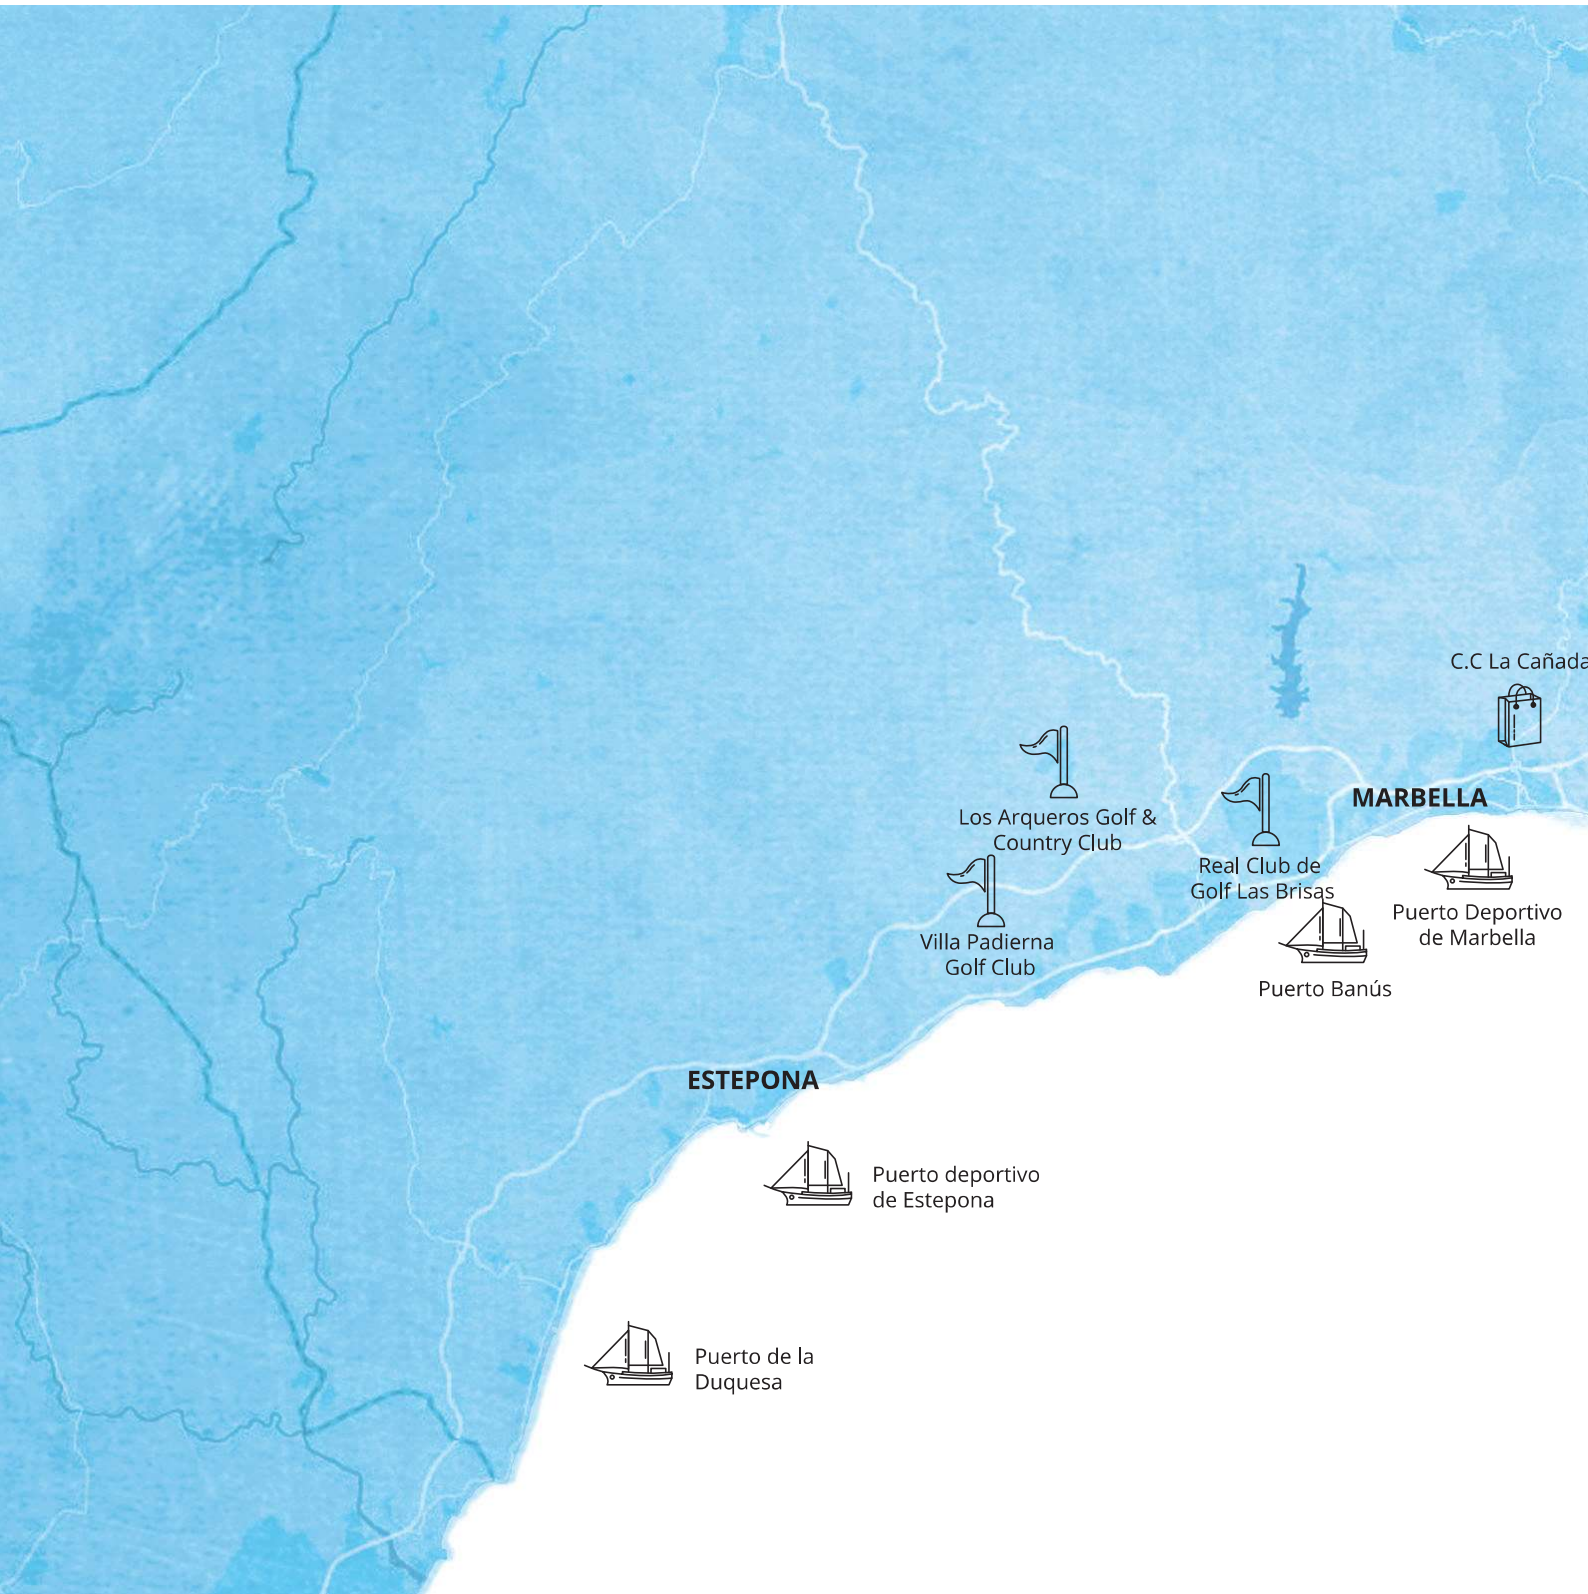 C.C La Cañada
MARBELLA
Los Arqueros Golf &
Country Club
Real Club de
Golf Las Brisas
Puerto Deportivo
de Marbella
Villa Padierna
Golf Club
Puerto Banús
ESTEPONA
Puerto deportivo
de Estepona
Puerto de la
Duquesa